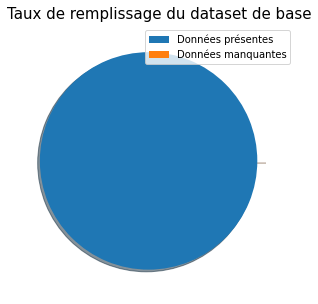 Taux de remplissage du dataset de base
Données présentes
Données manquantes